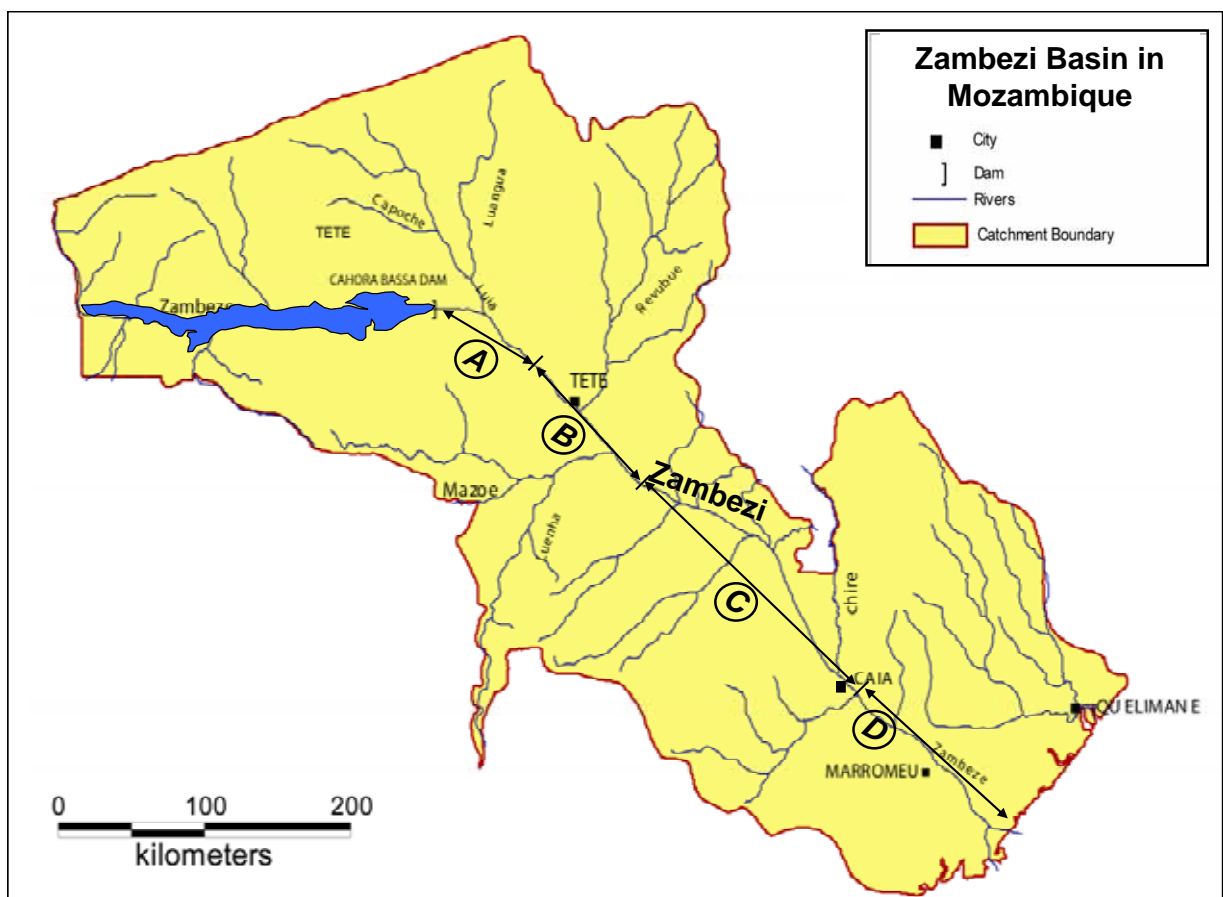 Zambezi Basin in
Mozambique
City
Dam
Rivers
Catchment Boundary
Capoche
Luangua
TETE
CAHORA BASSA DAM
Zambeze
Luia
Revubue
A
TETE
B
Zambezi
Mazoe
Luenha
C
chire
CAIA
QUELIMANE
D
Zambeze
MARROMEU
0 100 200
kilometers